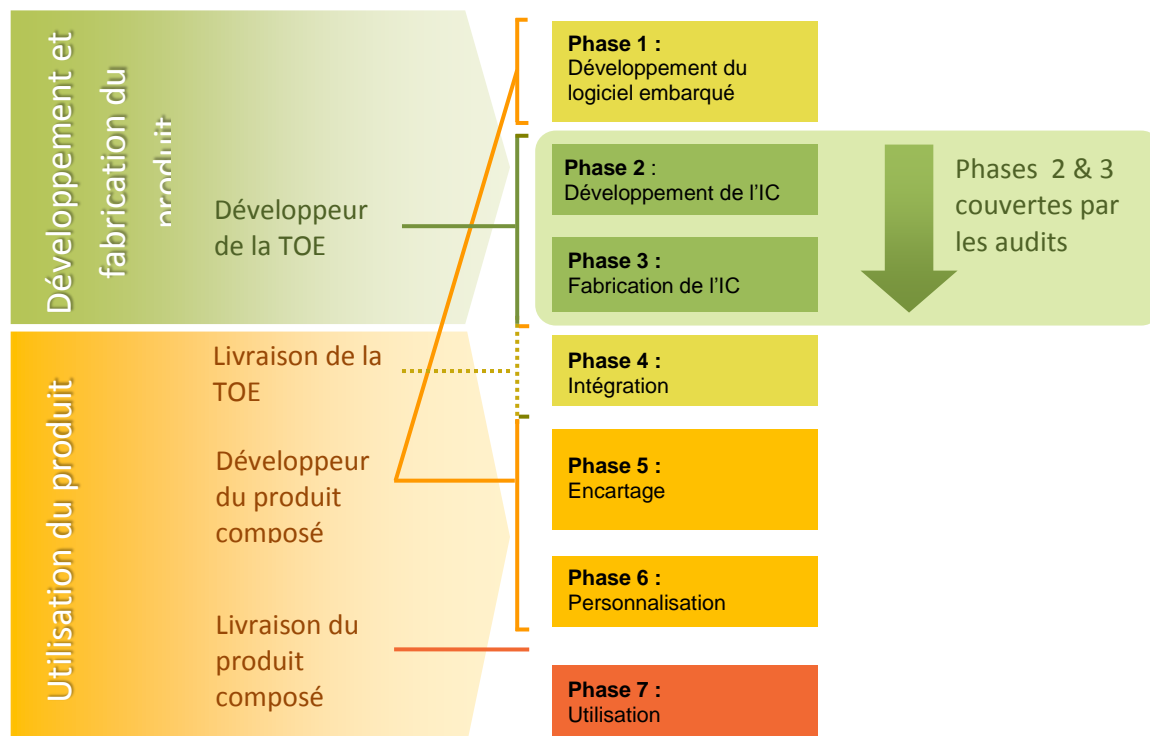 Développement et
fabrication du
produit
Développeur
de la TOE
Livraison de la
TOE
Utilisation du produit
Développeur
du produit
composé
Livraison du
produit
composé
Phase 1 :
Développement du
logiciel embarqué
Phase 2 :
Développement de l’IC
Phase 3 :
Fabrication de l’IC
Phases 2 & 3
couvertes par
les audits
Phase 4 :
Intégration
Phase 5 :
Encartage
Phase 6 :
Personnalisation
Phase 7 :
Utilisation